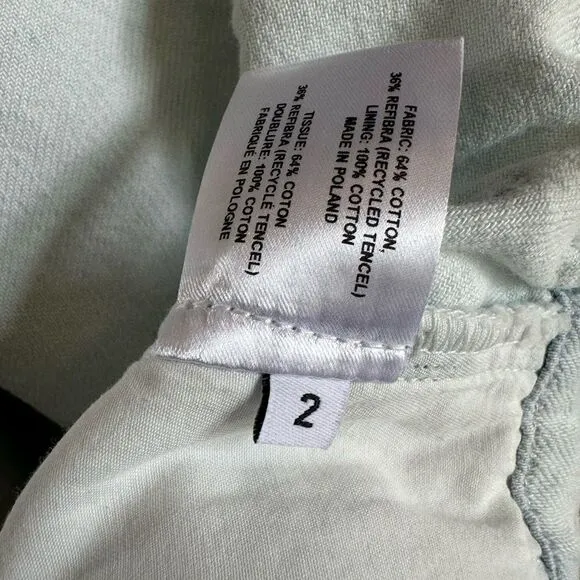 FABRIC: 64% COTTON,
36% REFIBRA (RECYCLED TENCEL)
LINING: 100% COTTON
MADE IN POLAND
TISSUE: 64% COTON
36% REFIBRA (RECYCLÉ TENCEL)
DOUBLURE: 100% COTON
FABRIQUÉ EN POLOGNE
2